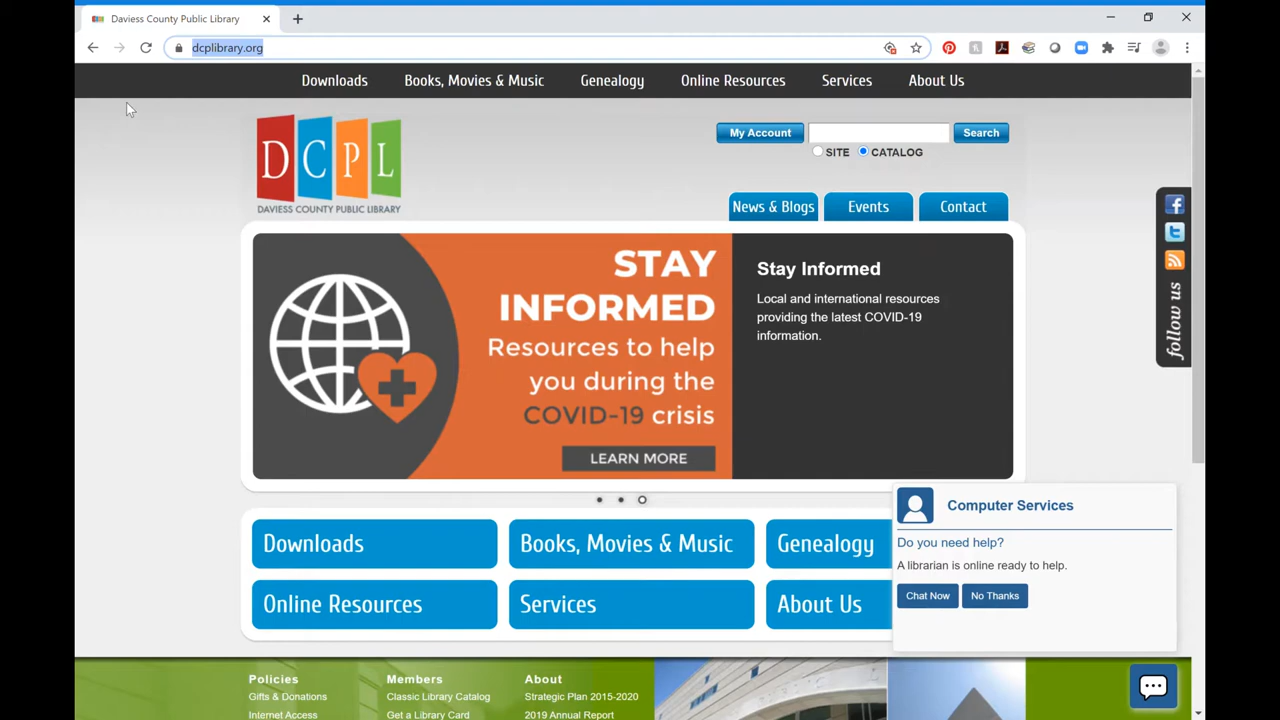 Daviess County Public Library
dcplibrary.org
Downloads Books, Movies & Music Genealogy Online Resources Services About Us
DCPL
DAVIESS COUNTY PUBLIC LIBRARY
My Account Search
SITE CATALOG
News & Blogs Events Contact
STAY
INFORMED
Resources to help
you during the
COVID-19 crisis
LEARN MORE
Stay Informed
Local and international resources
providing the latest COVID-19
information.
follow us
Downloads Books, Movies & Music Genealogy
Online Resources Services About Us
Computer Services
Do you need help?
A librarian is online ready to help.
Chat Now No Thanks
Policies Members About
Gifts & Donations Classic Library Catalog Strategic Plan 2015-2020
Internet Access Get a Library Card 2019 Annual Report